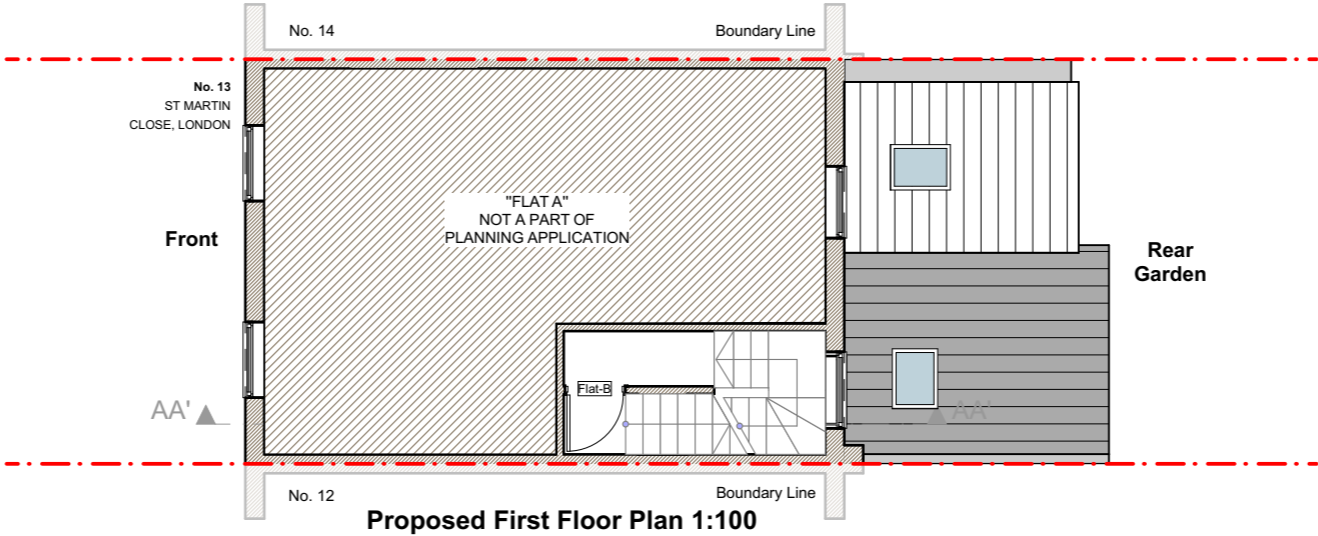 No. 14
Boundary Line
No. 13
ST MARTIN
CLOSE, LONDON
"FLAT A"
NOT A PART OF
PLANNING APPLICATION
Front
Rear
Garden
Flat-B
AA'
AA'
No. 12
Boundary Line
Proposed First Floor Plan 1:100